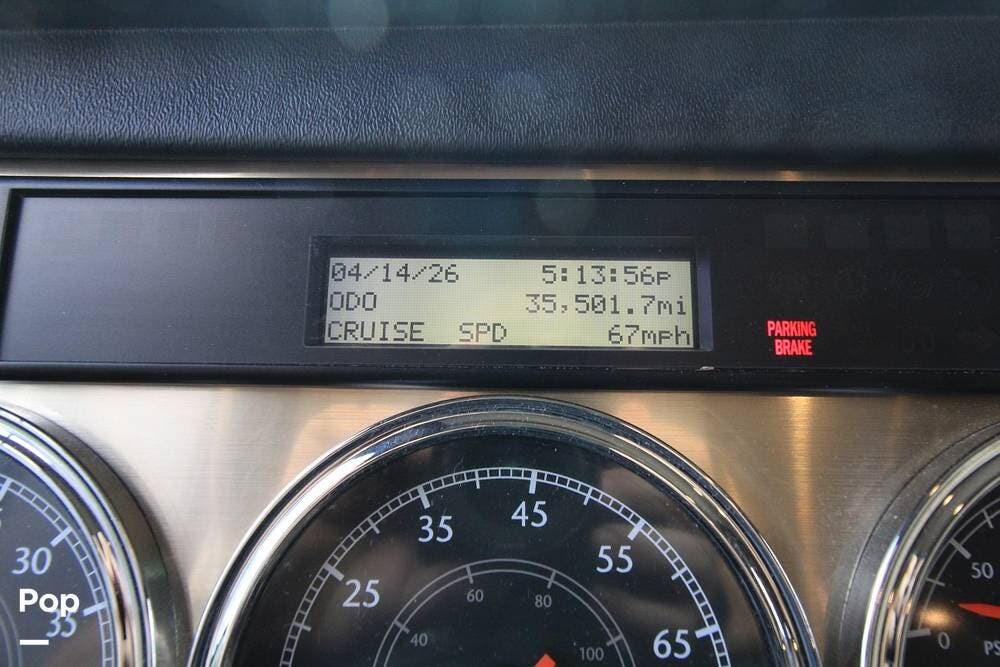 04/14/26 5:13:56p
ODO 35,501.7mi
CRUISE SPD 67mph
PARKING
BRAKE
35 45
25 55
65
60 80
40 100
30
35
50
0
Pop